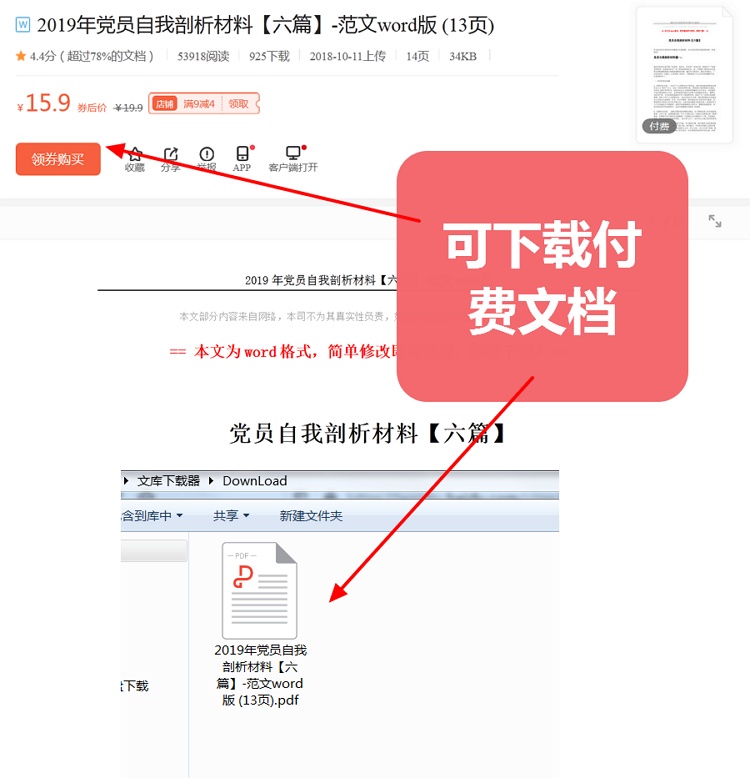 W 2019年党员自我剖析材料【六篇】-范文word版 (13页)
4.4分（超过78%的文档） 53918阅读 925下载 2018-10-11上传 14页 34KB
¥15.9 券后价 ¥19.9 店铺 满9减4 领取
付费
领券购买
收藏 分享 举报 APP 客户端打开
可下载付
费文档
2019 年党员自我剖析材料【六
本文部分内容来自网络，本司不为其真实性负责，
== 本文为 word 格式，简单修改
党员自我剖析材料【六篇】
文库下载器 DownLoad
含到库中 共享 新建文件夹
PDF
2019年党员自我
剖析材料【六
篇】-范文word
版 (13页).pdf
下载